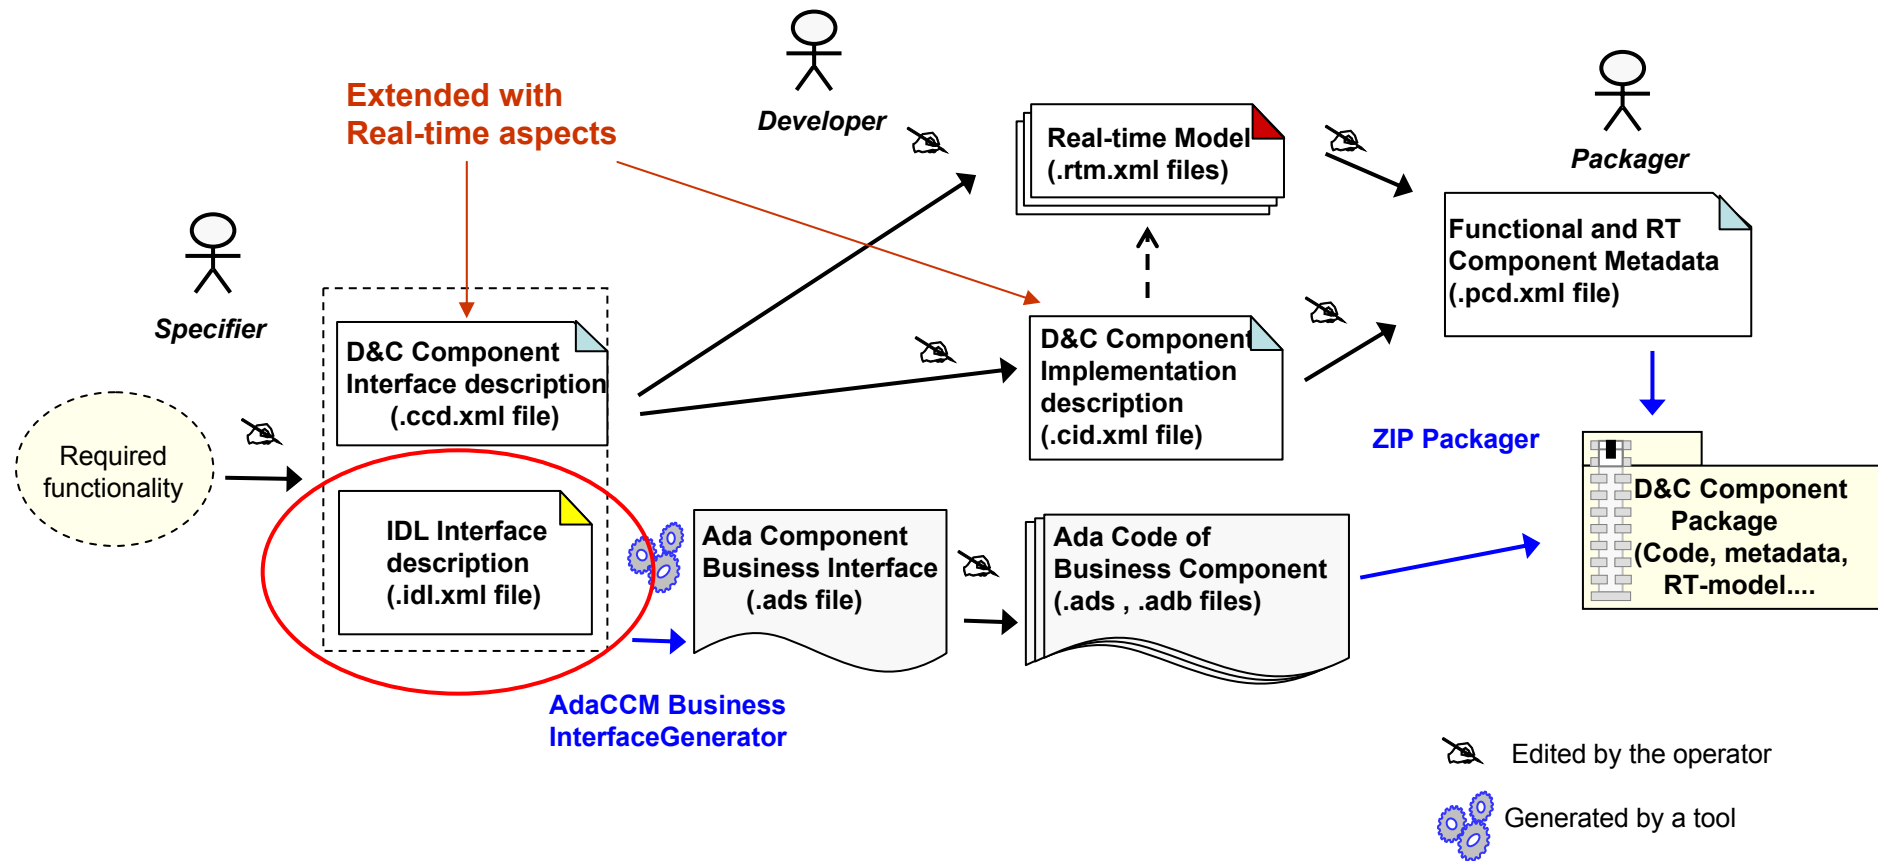 Extended with
Real-time aspects
Developer
Packager
Specifier
Real-time Model
(.rtm.xml files)
Functional and RT
Component Metadata
(.pcd.xml file)
D&C Component
Interface description
(.ccd.xml file)
D&C Component
Implementation
description
(.cid.xml file)
Required
functionality
ZIP Packager
IDL Interface
description
(.idl.xml file)
Ada Component
Business Interface
(.ads file)
Ada Code of
Business Component
(.ads , .adb files)
D&C Component
Package
(Code, metadata,
RT-model....
AdaCCM Business
InterfaceGenerator
Edited by the operator
Generated by a tool